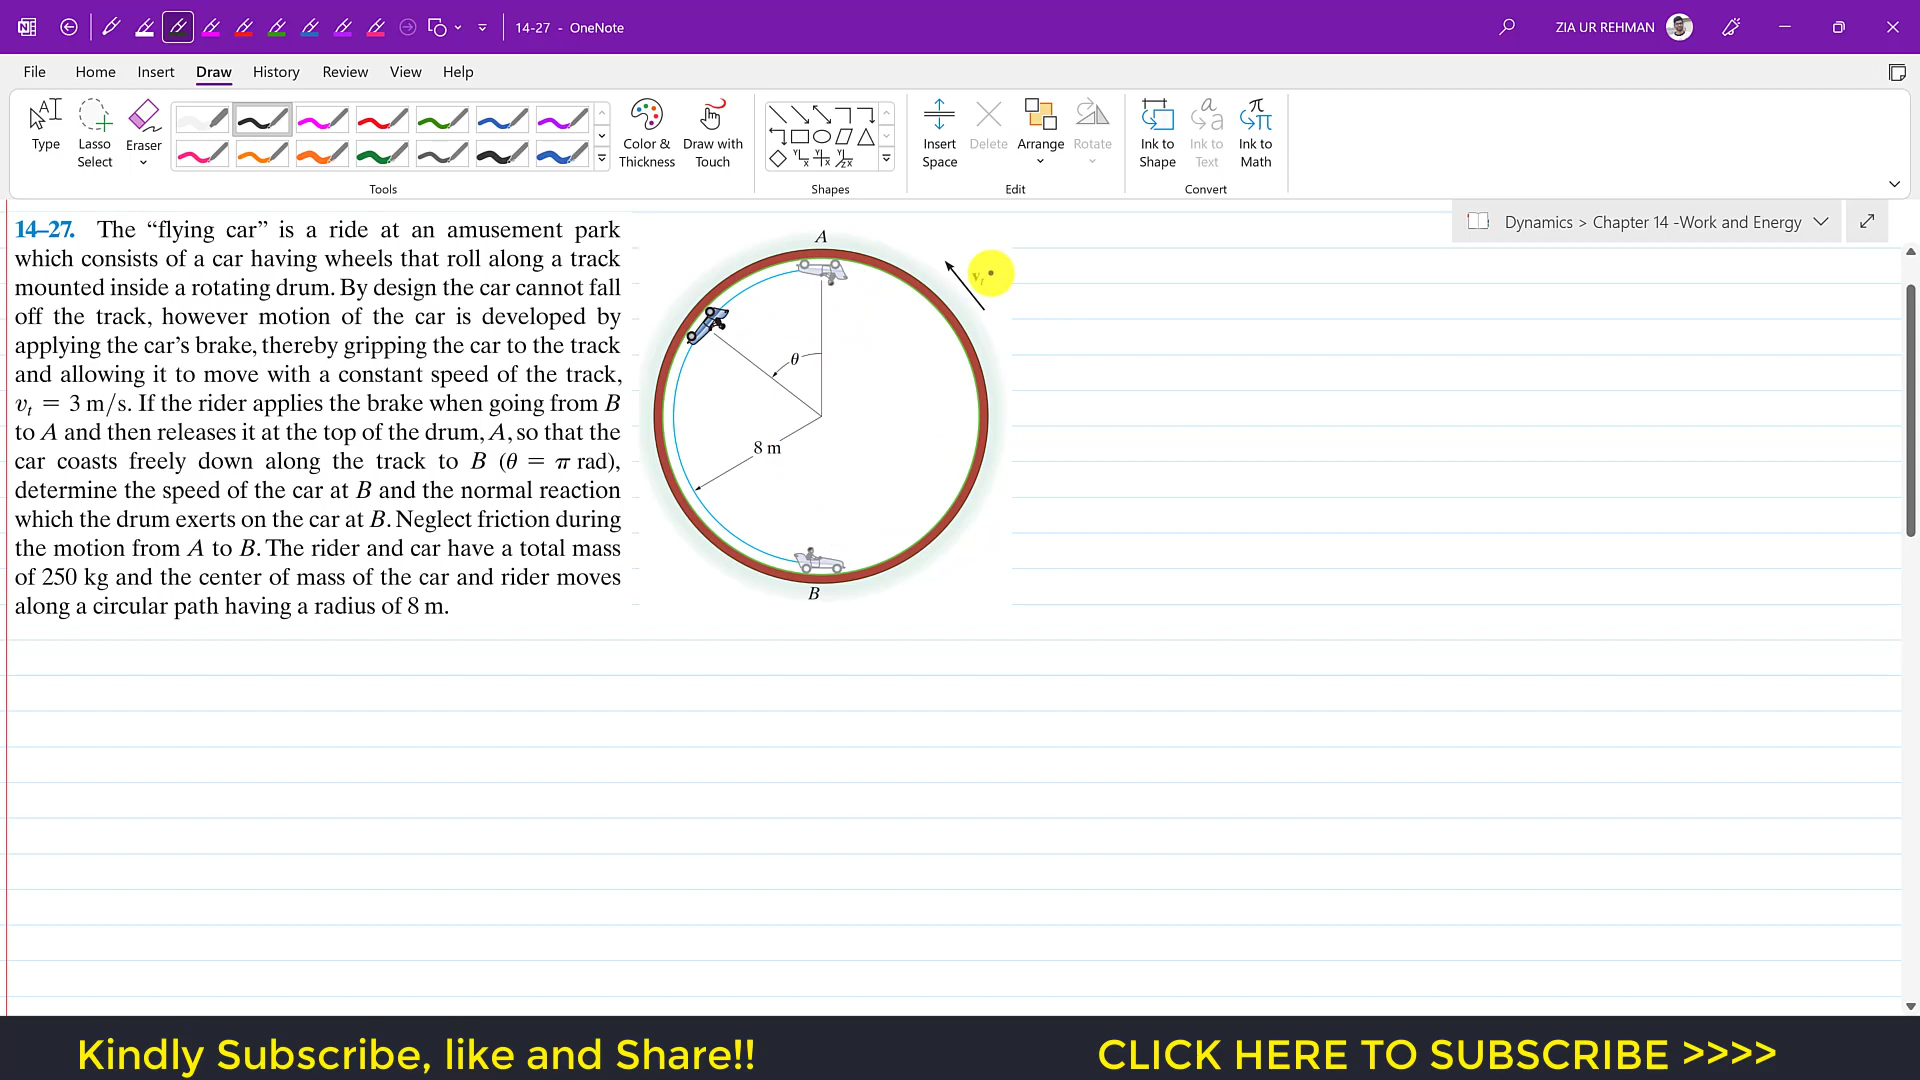 14-27 - OneNote
ZIA UR REHMAN
File Home Insert Draw History Review View Help
Type
Lasso Select
Eraser
Color & Thickness
Draw with Touch
Insert Space
Delete
Arrange
Rotate
Ink to Shape
Ink to Text
Ink to Math
Tools
Shapes
Edit
Convert
Dynamics > Chapter 14 -Work and Energy
14–27. The “flying car” is a ride at an amusement park
which consists of a car having wheels that roll along a track
mounted inside a rotating drum. By design the car cannot fall
off the track, however motion of the car is developed by
applying the car’s brake, thereby gripping the car to the track
and allowing it to move with a constant speed of the track,
vt = 3 m/s. If the rider applies the brake when going from B
to A and then releases it at the top of the drum, A, so that the
car coasts freely down along the track to B (θ = π rad),
determine the speed of the car at B and the normal reaction
which the drum exerts on the car at B. Neglect friction during
the motion from A to B. The rider and car have a total mass
of 250 kg and the center of mass of the car and rider moves
along a circular path having a radius of 8 m.
A
vt
θ
8 m
B
Kindly Subscribe, like and Share!!
CLICK HERE TO SUBSCRIBE >>>>